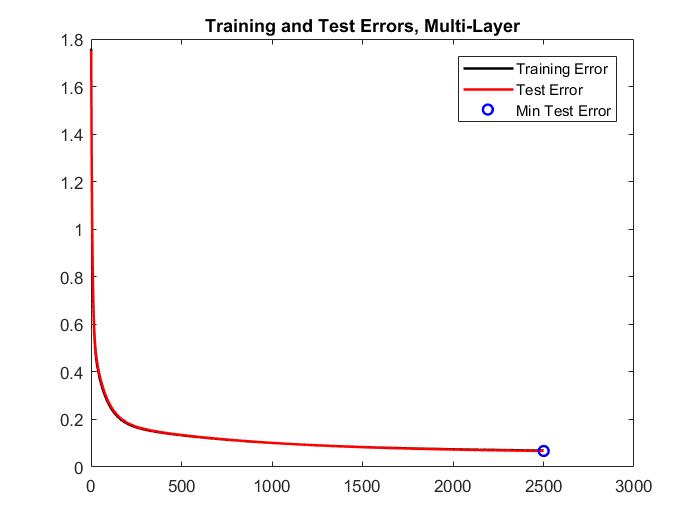 Training and Test Errors, Multi-Layer
1.8
1.6
1.4
1.2
1
0.8
0.6
0.4
0.2
0
Training Error
Test Error
Min Test Error
0 500 1000 1500 2000 2500 3000